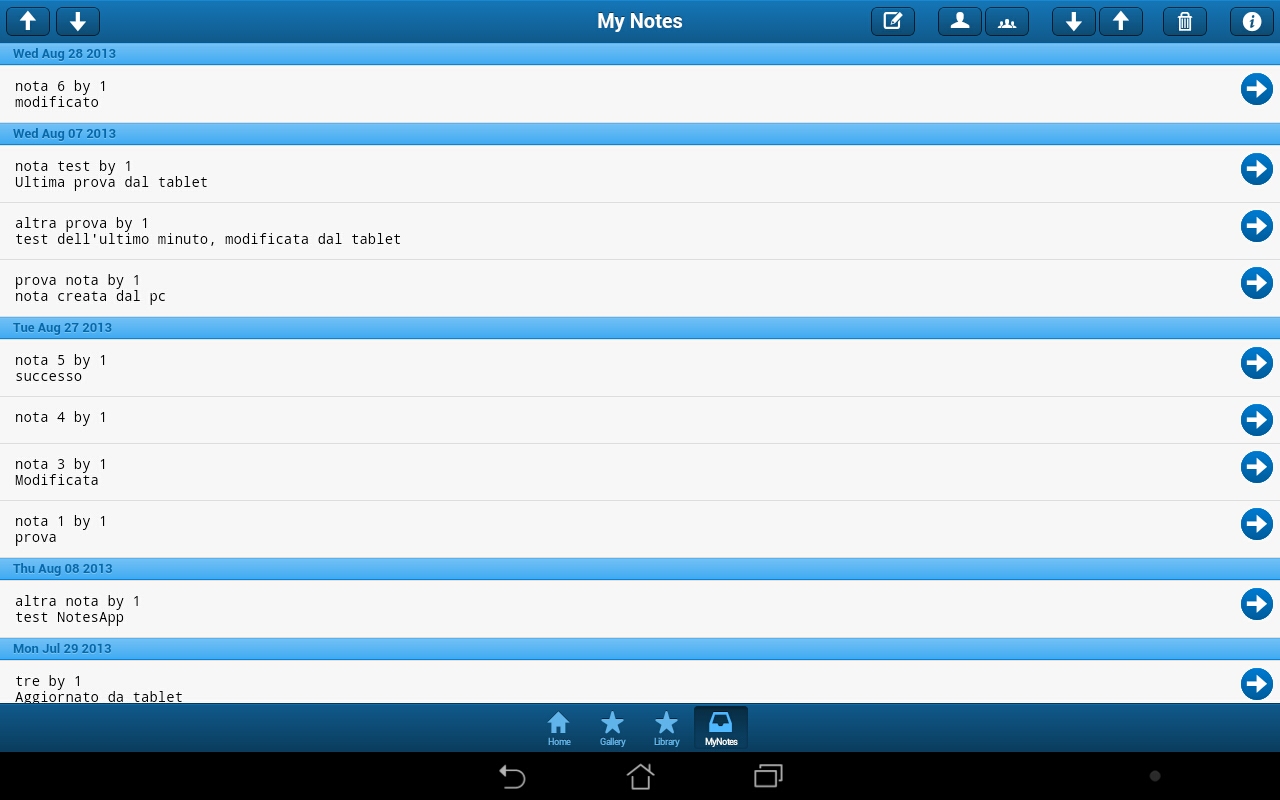 My Notes
Wed Aug 28 2013
nota 6 by 1
modificato
Wed Aug 07 2013
nota test by 1
Ultima prova dal tablet
altra prova by 1
test dell'ultimo minuto, modificata dal tablet
prova nota by 1
nota creata dal pc
Tue Aug 27 2013
nota 5 by 1
successo
nota 4 by 1
nota 3 by 1
Modificata
nota 1 by 1
prova
Thu Aug 08 2013
altra nota by 1
test NotesApp
Mon Jul 29 2013
tre by 1
Aggiornato da tablet
Home Gallery Library MyNotes